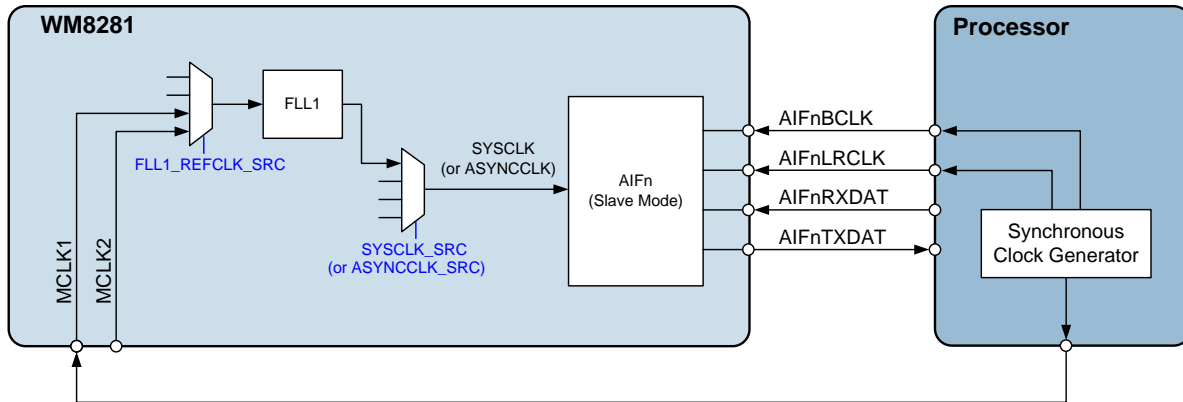 WM8281
Processor
FLL1
FLL1_REFCLK_SRC
SYSCLK
(or ASYNCCLK)
SYSCLK_SRC
(or ASYNCCLK_SRC)
AIFn
(Slave Mode)
AIFnBCLK
AIFnLRCLK
AIFnRXDAT
AIFnTXDAT
Synchronous
Clock Generator
MCLK1
MCLK2